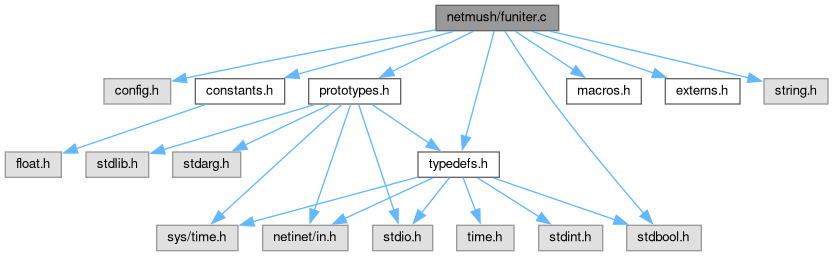 netmush/funiter.c
config.h
constants.h
prototypes.h
macros.h
externs.h
string.h
float.h
stdlib.h
stdarg.h
typedefs.h
sys/time.h
netinet/in.h
stdio.h
time.h
stdint.h
stdbool.h